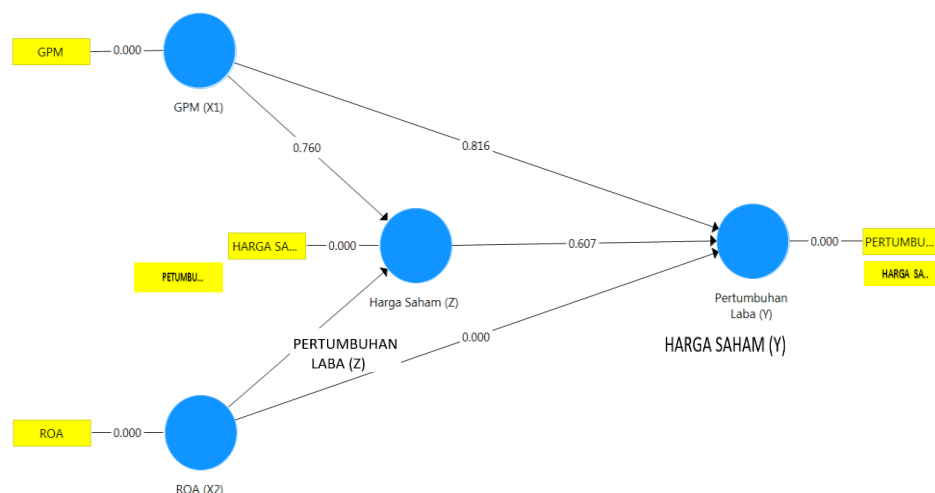 GPM
0.000
GPM (X1)
0.760
0.816
HARGA SA...
0.000
0.607
0.000
PERTUMBU...
PETUMBU...
HARGA SA..
Harga Saham (Z)
Pertumbuhan
Laba (Y)
PERTUMBUHAN
LABA (Z)
0.000
HARGA SAHAM (Y)
ROA
0.000
ROA (X2)